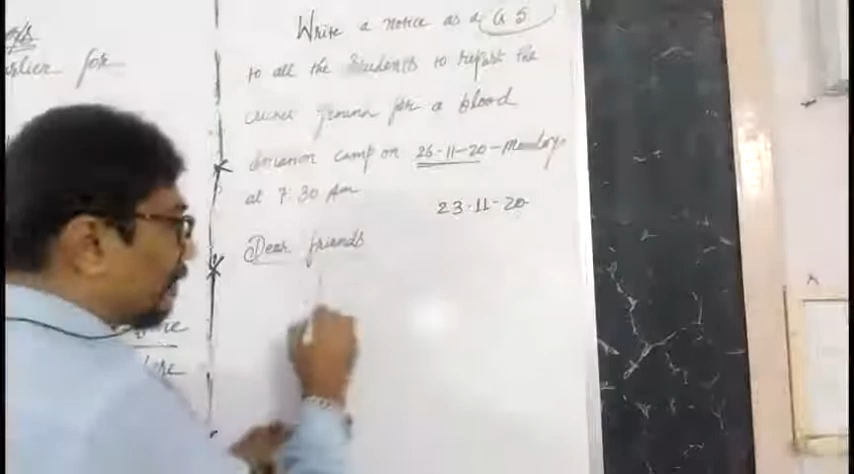 Write a notice as a G S
to all the students to report the
cricket ground for a blood
donation camp on 26-11-20-Monday
at 7:30 Am
23-11-20
Dear friends